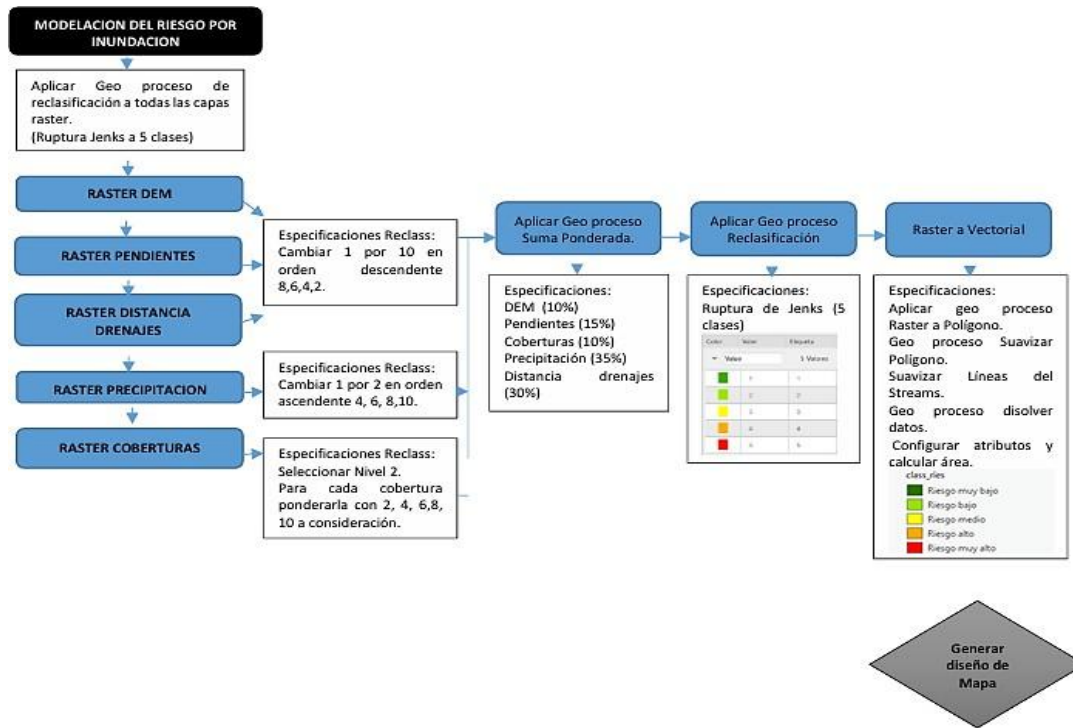 MODELACION DEL RIESGO POR
INUNDACION
Aplicar Geo proceso de
reclasificación a todas las capas
raster.
(Ruptura Jenks a 5 clases)
RASTER DEM
RASTER PENDIENTES
RASTER DISTANCIA
DRENAJES
RASTER PRECIPITACION
RASTER COBERTURAS
Especificaciones Reclass:
Cambiar 1 por 10 en
orden descendente
8,6,4,2.
Especificaciones Reclass:
Cambiar 1 por 2 en orden
ascendente 4, 6, 8,10.
Especificaciones Reclass:
Seleccionar Nivel 2.
Para cada cobertura
ponderarla con 2, 4, 6,8,
10 a consideración.
Aplicar Geo proceso
Suma Ponderada.
Especificaciones:
DEM (10%)
Pendientes (15%)
Coberturas (10%)
Precipitación (35%)
Distancia drenajes
(30%)
Aplicar Geo proceso
Reclasificación
Especificaciones:
Ruptura de Jenks (5
clases)
Color Valor Etiqueta
Value 5 Valores
Raster a Vectorial
Especificaciones:
Aplicar geo proceso
Raster a Polígono.
Geo proceso Suavizar
Polígono.
Suavizar Líneas del
Streams.
Geo proceso disolver
datos.
Configurar atributos y
calcular área.
class_ries
Riesgo muy bajo
Riesgo bajo
Riesgo medio
Riesgo alto
Riesgo muy alto
Generar
diseño de
Mapa